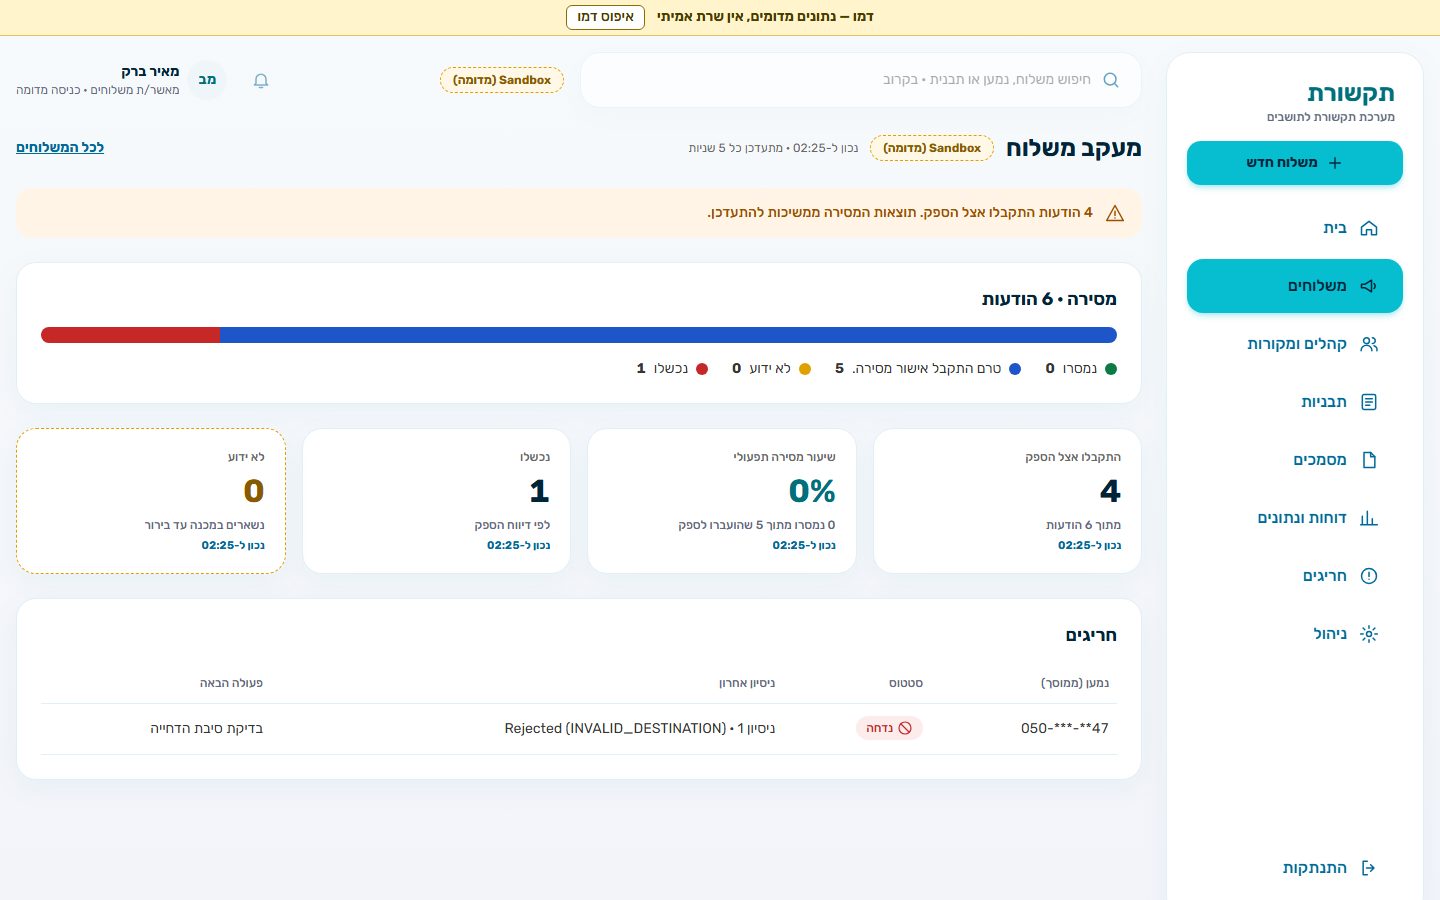 דמו – נתונים מדומים, אין שרת אמיתי
איפוס דמו
תקשורת
מערכת תקשורת לתושבים
משלוח חדש
בית
משלוחים
קהלים ומקורות
תבניות
מסמכים
דוחות ונתונים
חריגים
ניהול
התנתקות
חיפוש משלוח, נמען או תבנית • בקרוב
Sandbox (מדומה)
מב
מאיר ברק
מאשר/ת משלוחים • כניסה מדומה
מעקב משלוח
Sandbox (מדומה)
נכון ל-02:25 • מתעדכן כל 5 שניות
לכל המשלוחים
4 הודעות התקבלו אצל הספק. תוצאות המסירה ממשיכות להתעדכן.
מסירה • 6 הודעות
נמסרו 0
טרם התקבל אישור מסירה. 5
לא ידוע 0
נכשלו 1
התקבלו אצל הספק
4
מתוך 6 הודעות
נכון ל-02:25
שיעור מסירה תפעולי
0%
0 נמסרו מתוך 5 שהועברו לספק
נכון ל-02:25
נכשלו
1
לפי דיווח הספק
נכון ל-02:25
לא ידוע
0
נשארים במכנה עד בירור
נכון ל-02:25
חריגים
נמען (ממוסך) סטטוס ניסיון אחרון פעולה הבאה
050-***-**47 נדחה ניסיון 1 • Rejected (INVALID_DESTINATION) בדיקת סיבת הדחייה